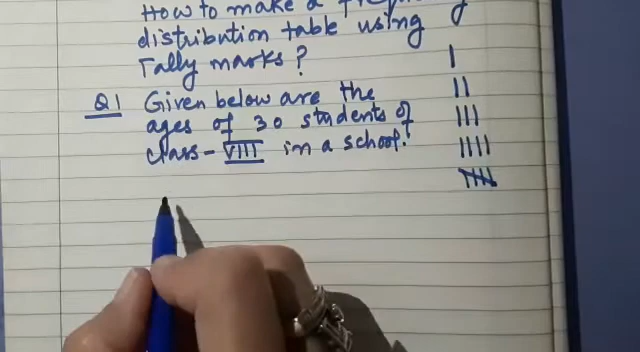 How to make a
distribution table using
Tally marks?
Q1 Given below are the
ages of 30 students of
class-VIII in a school.
|
||
|||
||||